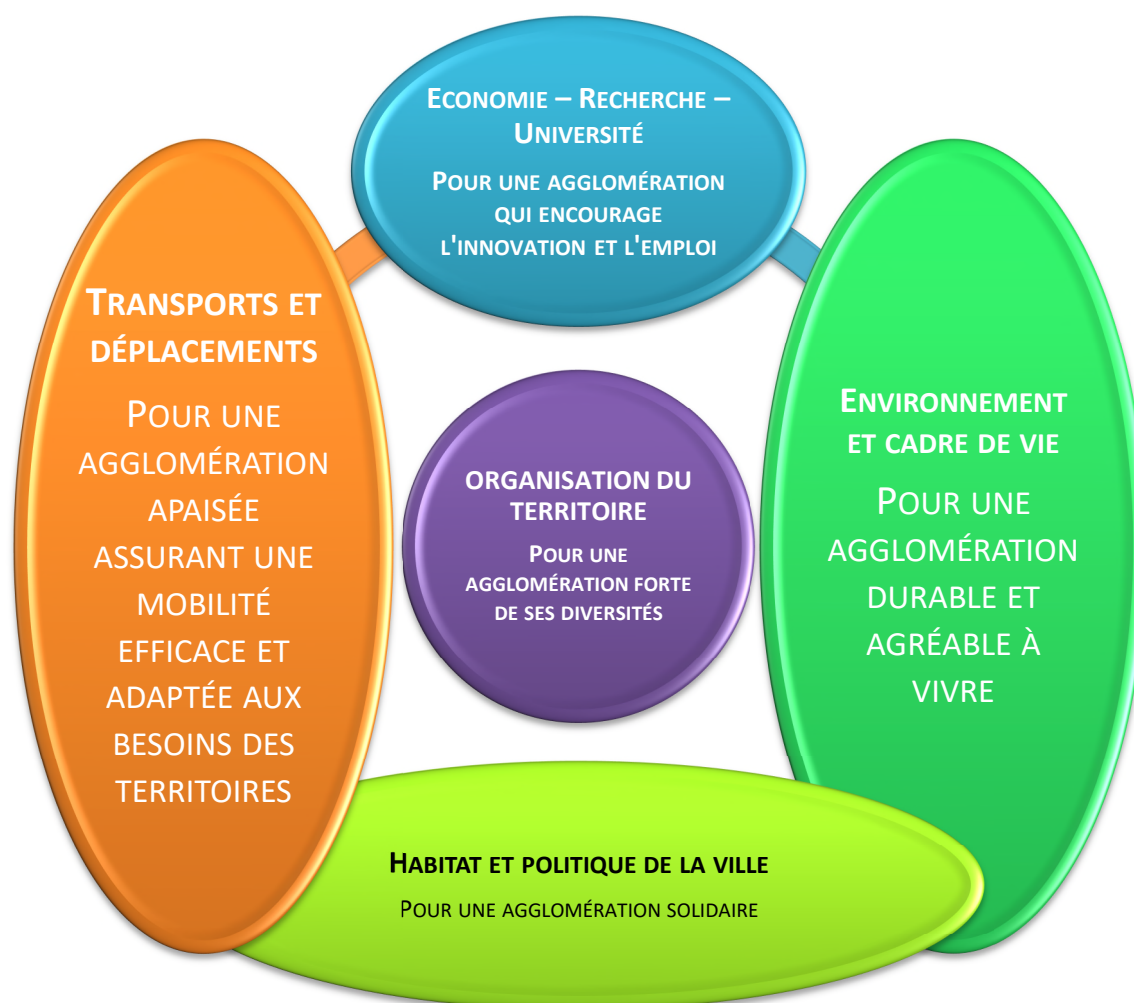 ECONOMIE – RECHERCHE –
UNIVERSITÉ
POUR UNE AGGLOMÉRATION
QUI ENCOURAGE
L'INNOVATION ET L'EMPLOI
TRANSPORTS ET
DÉPLACEMENTS
POUR UNE
AGGLOMÉRATION
APAISÉE
ASSURANT UNE
MOBILITÉ
EFFICACE ET
ADAPTÉE AUX
BESOINS DES
TERRITOIRES
ORGANISATION DU
TERRITOIRE
POUR UNE
AGGLOMÉRATION FORTE
DE SES DIVERSITÉS
ENVIRONNEMENT
ET CADRE DE VIE
POUR UNE
AGGLOMÉRATION
DURABLE ET
AGRÉABLE À
VIVRE
HABITAT ET POLITIQUE DE LA VILLE
POUR UNE AGGLOMÉRATION SOLIDAIRE